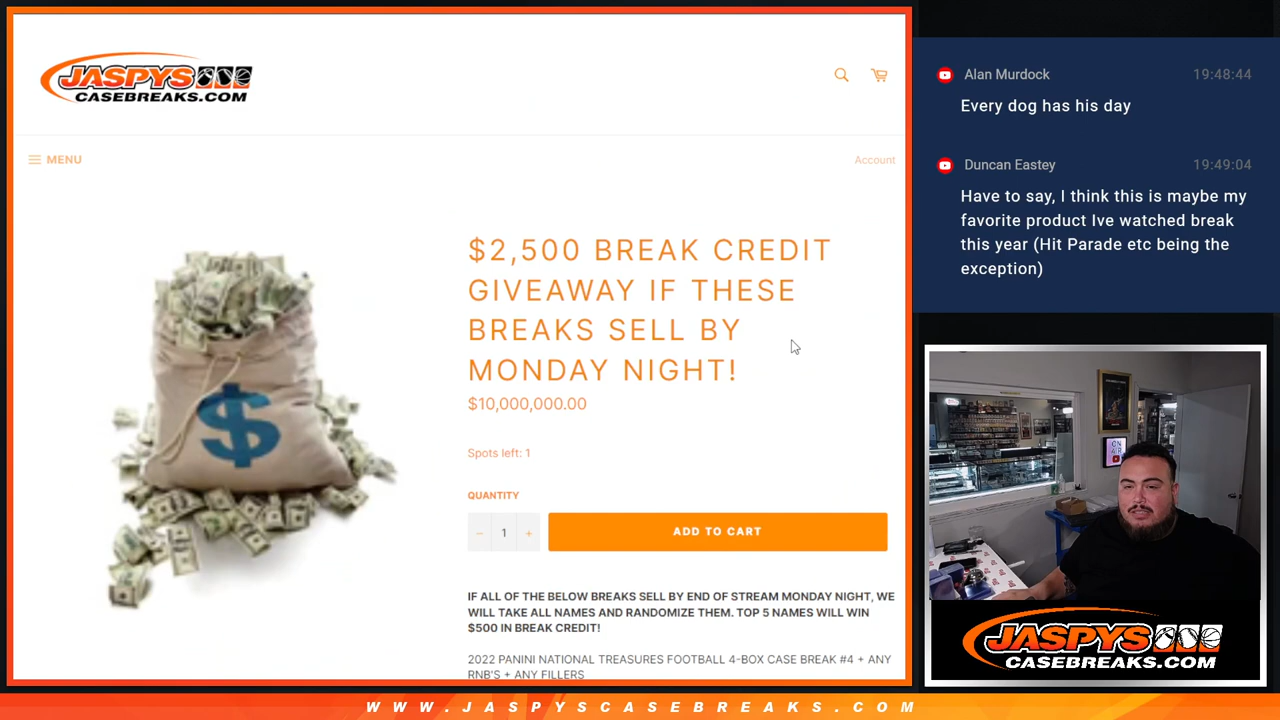 JASPYS
CASEBREAKS.COM
MENU
Account
$2,500 BREAK CREDIT
GIVEAWAY IF THESE
BREAKS SELL BY
MONDAY NIGHT!
$10,000,000.00
Spots left: 1
QUANTITY
− 1 +
ADD TO CART
IF ALL OF THE BELOW BREAKS SELL BY END OF STREAM MONDAY NIGHT, WE
WILL TAKE ALL NAMES AND RANDOMIZE THEM. TOP 5 NAMES WILL WIN
$500 IN BREAK CREDIT!
2022 PANINI NATIONAL TREASURES FOOTBALL 4-BOX CASE BREAK #4 + ANY
RNB'S + ANY FILLERS
$
Alan Murdock 19:48:44
Every dog has his day
Duncan Eastey 19:49:04
Have to say, I think this is maybe my
favorite product Ive watched break
this year (Hit Parade etc being the
exception)
ON
AIR
JASPYS
CASEBREAKS.COM
WWW.JASPYSCASEBREAKS.COM